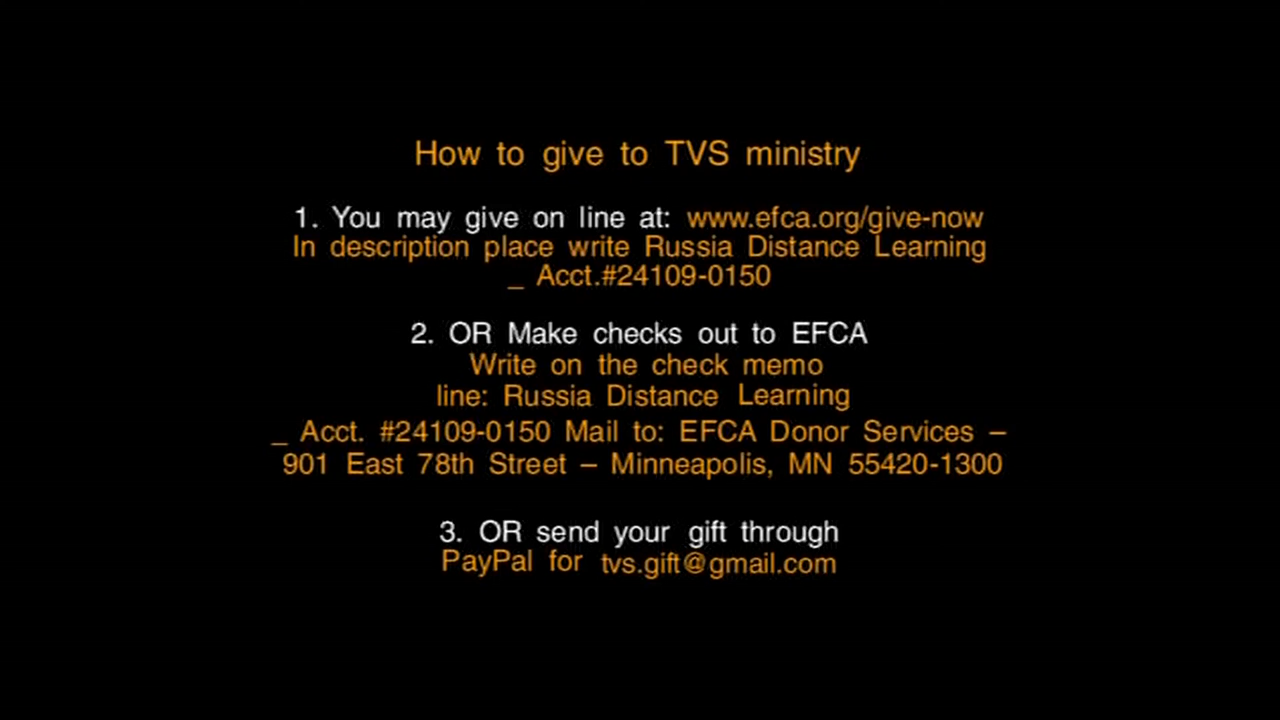 How to give to TVS ministry
1. You may give on line at: www.efca.org/give-now
In description place write Russia Distance Learning
_ Acct.#24109-0150
2. OR Make checks out to EFCA
Write on the check memo
line: Russia Distance Learning
_ Acct. #24109-0150 Mail to: EFCA Donor Services –
901 East 78th Street – Minneapolis, MN 55420-1300
3. OR send your gift through
PayPal for tvs.gift@gmail.com